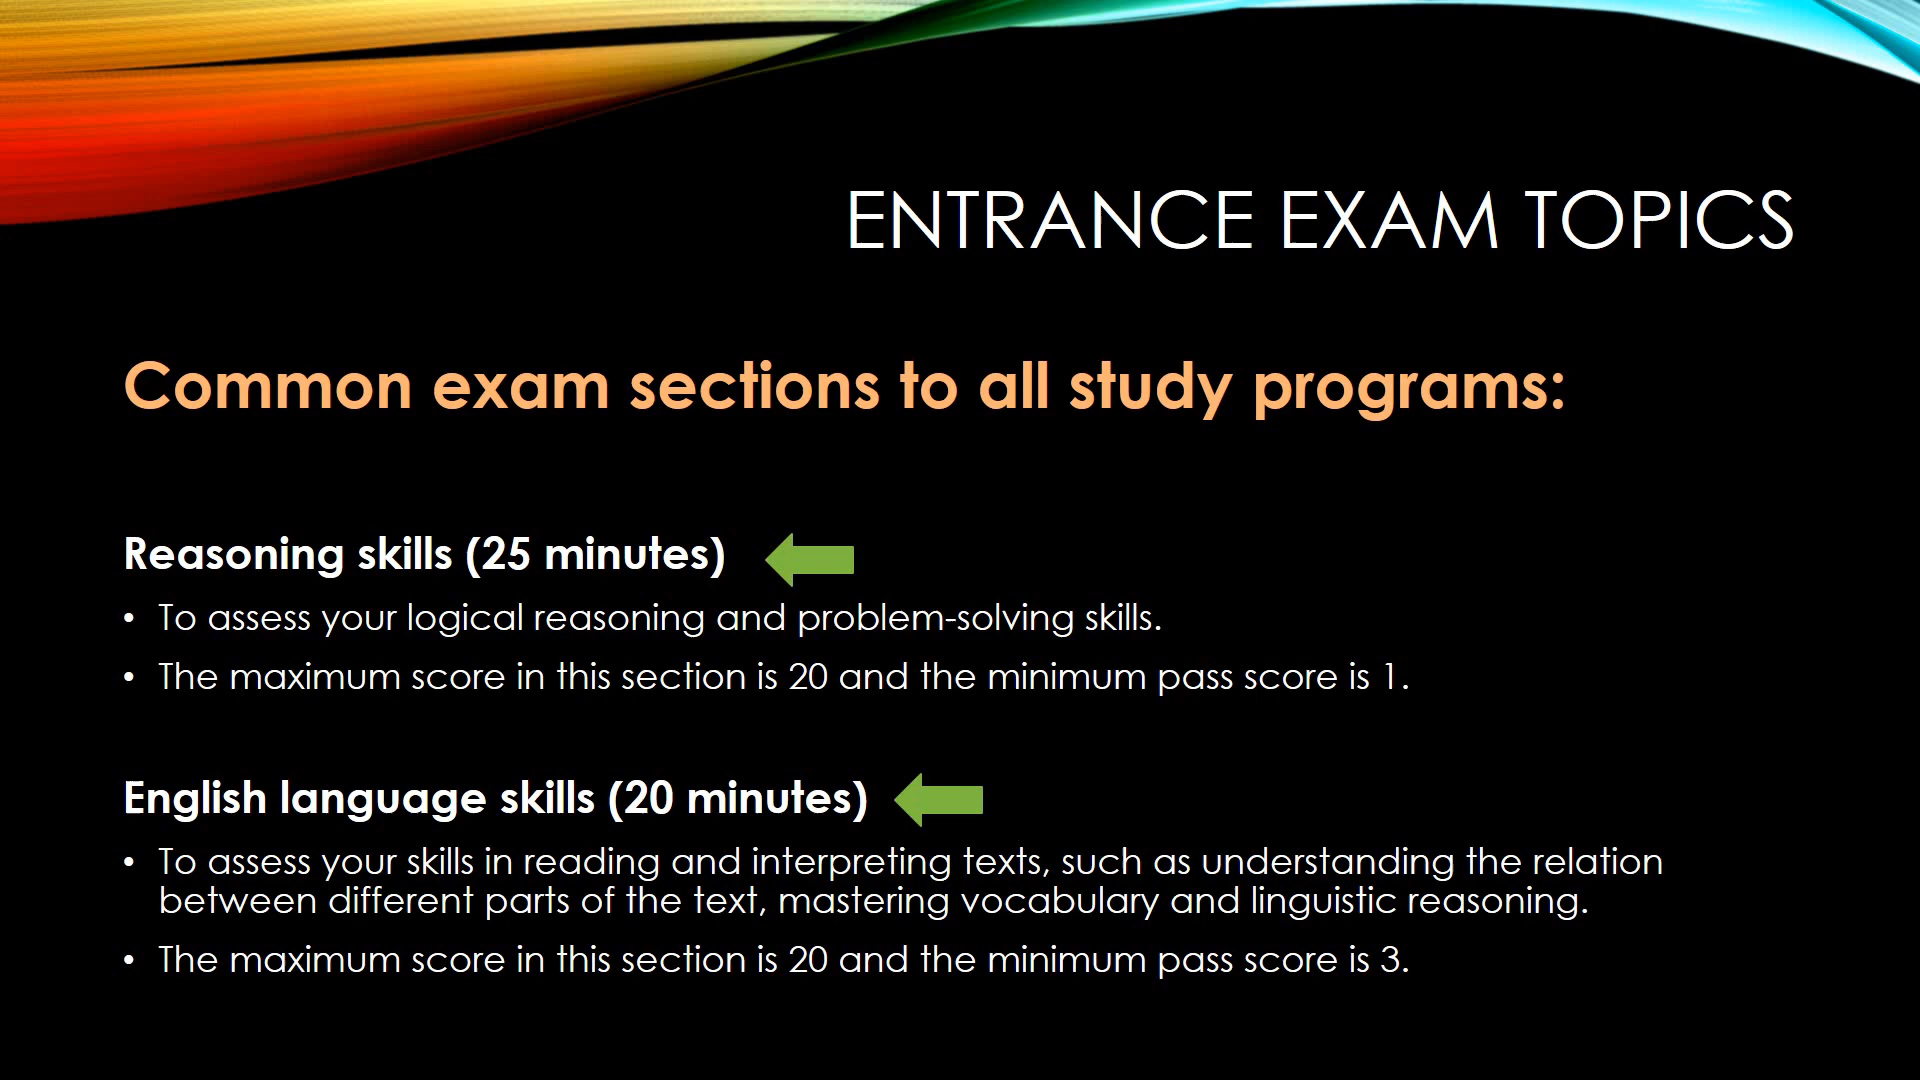 ENTRANCE EXAM TOPICS
Common exam sections to all study programs:
Reasoning skills (25 minutes)
• To assess your logical reasoning and problem-solving skills.
• The maximum score in this section is 20 and the minimum pass score is 1.
English language skills (20 minutes)
• To assess your skills in reading and interpreting texts, such as understanding the relation
between different parts of the text, mastering vocabulary and linguistic reasoning.
• The maximum score in this section is 20 and the minimum pass score is 3.